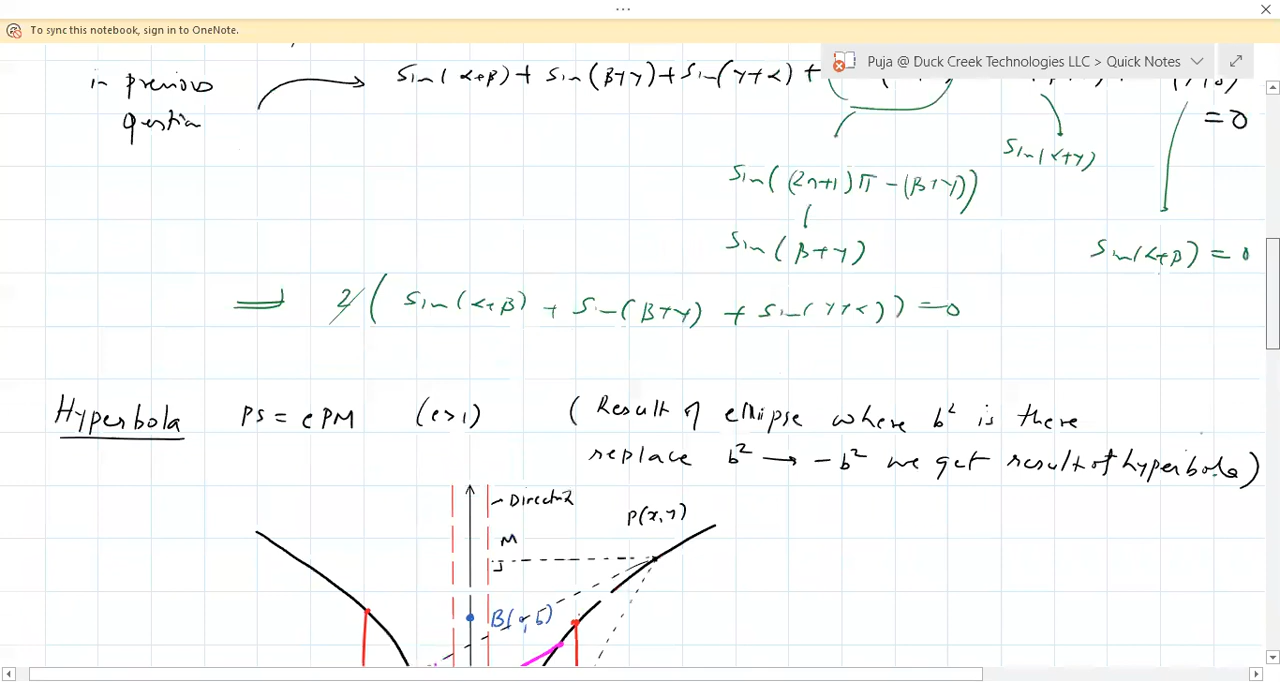 To sync this notebook, sign in to OneNote.
Puja @ Duck Creek Technologies LLC > Quick Notes
in previous sin(α+β) + sin(β+γ) + sin(γ+α) +
question = 0
sin(α+γ)
sin((2n+1)π - (β+γ))
sin(β+γ) sin(α+β) = 0
⇒ 2(sin(α+β) + sin(β+γ) + sin(γ+α)) = 0
Hyperbola PS = ePM (e>1) (Result of ellipse where b² is there
replace b² → -b² we get result of hyperbola)
Directrix
P(x,y)
M
B(0,b)